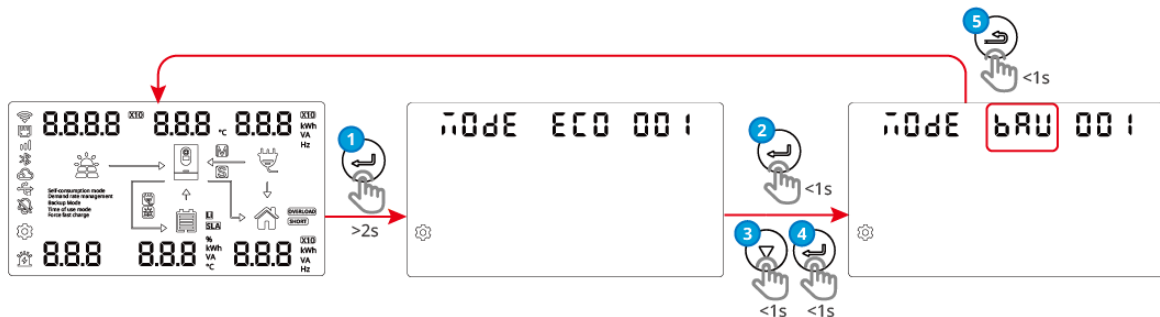 5
<1s
8.8.8.8 X10 8.8.8 °C 8.8.8 X10 kWh VA Hz
M
S
Self-consumption mode
Demand rate management
Backup Mode
Time of use mode
Force fast charge
LI
SLA
OVERLOAD
SHORT
8.8.8 8.8.8 % kWh VA °C 8.8.8 X10 kWh VA Hz
1
>2s
MODE ECO 001
2
<1s
3 4
<1s <1s
MODE bAU 001